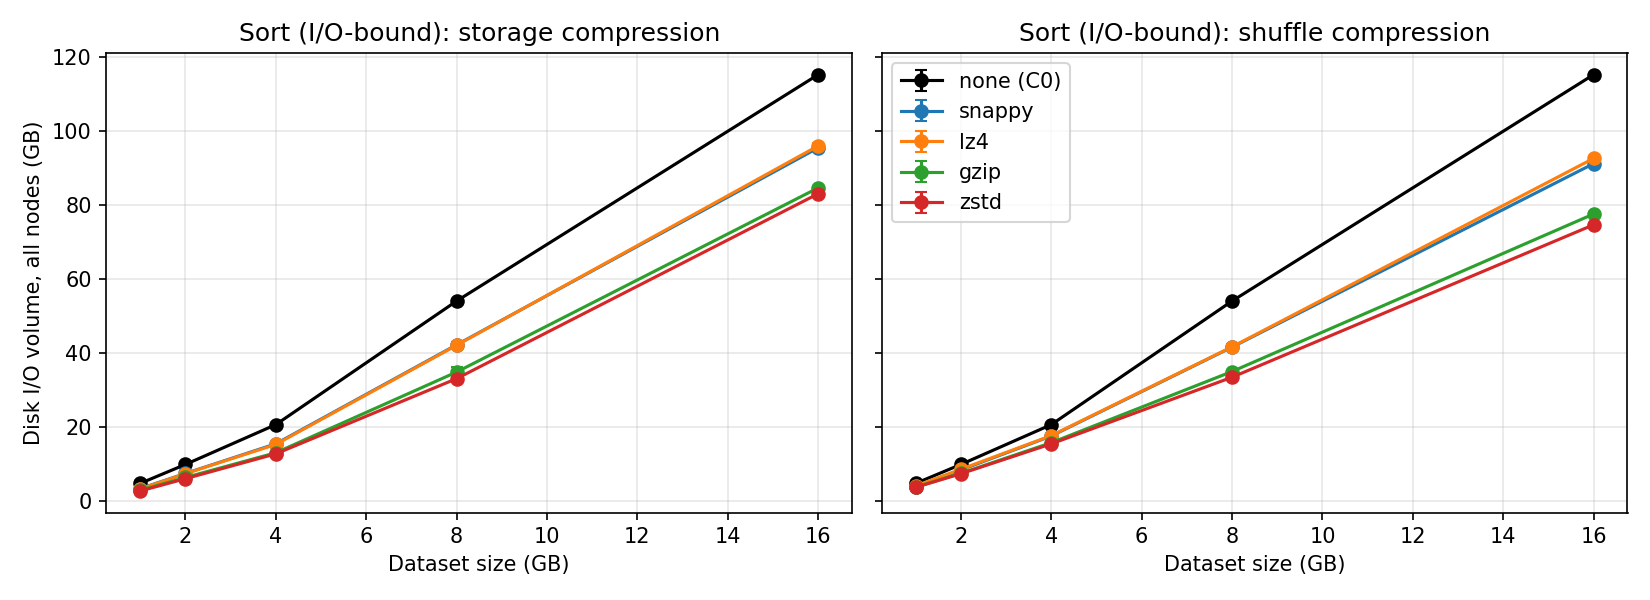 Sort (I/O-bound): storage compression
Disk I/O volume, all nodes (GB)
120
100
80
60
40
20
0
2 4 6 8 10 12 14 16
Dataset size (GB)
Sort (I/O-bound): shuffle compression
none (C0)
snappy
lz4
gzip
zstd
2 4 6 8 10 12 14 16
Dataset size (GB)